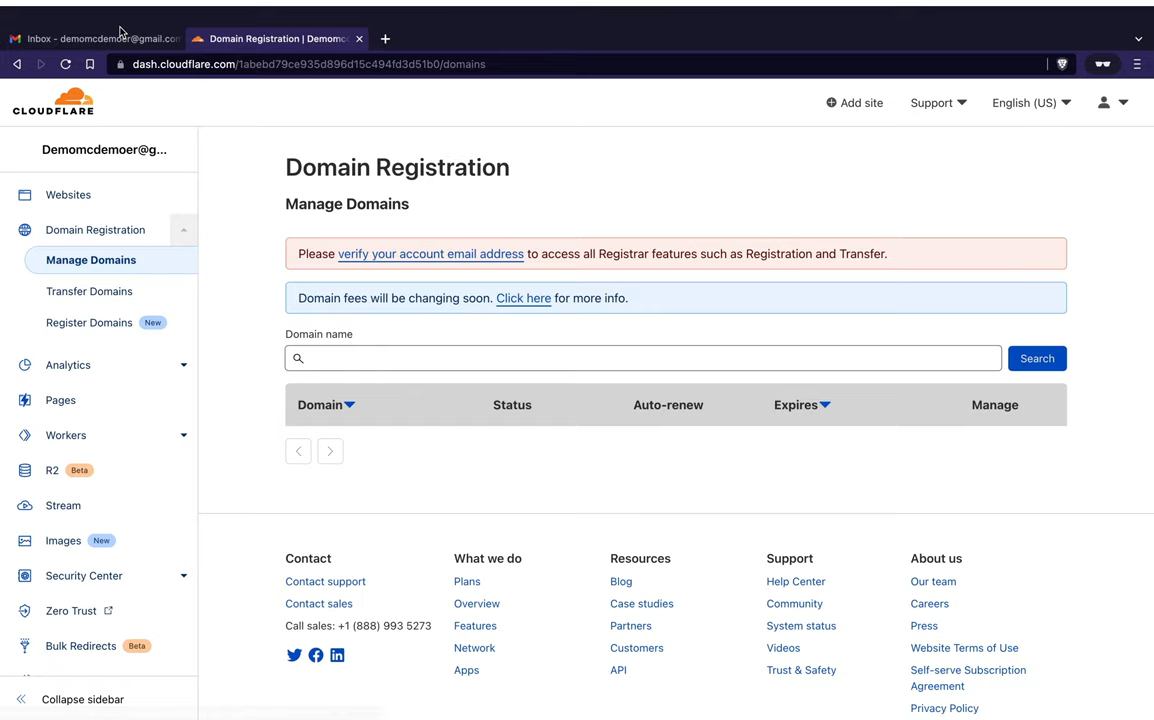 Inbox - demomcdemoer@gmail.con
Domain Registration | Democ
dash.cloudflare.com/1abebd79ce935d896d15c494fd3d51b0/domains
CLOUDFLARE
Add site
Support
English (US)
Demomcdemoer@g...
Websites
Domain Registration
Manage Domains
Transfer Domains
Register Domains New
Analytics
Pages
Workers
R2 Beta
Stream
Images New
Security Center
Zero Trust
Bulk Redirects Beta
Collapse sidebar
Domain Registration
Manage Domains
Please verify your account email address to access all Registrar features such as Registration and Transfer.
Domain fees will be changing soon. Click here for more info.
Domain name
Search
Domain Status Auto-renew Expires Manage
Contact
Contact support
Contact sales
Call sales: +1 (888) 993 5273
What we do
Plans
Overview
Features
Network
Apps
Resources
Blog
Case studies
Partners
Customers
API
Support
Help Center
Community
System status
Videos
Trust & Safety
About us
Our team
Careers
Press
Website Terms of Use
Self-serve Subscription
Agreement
Privacy Policy